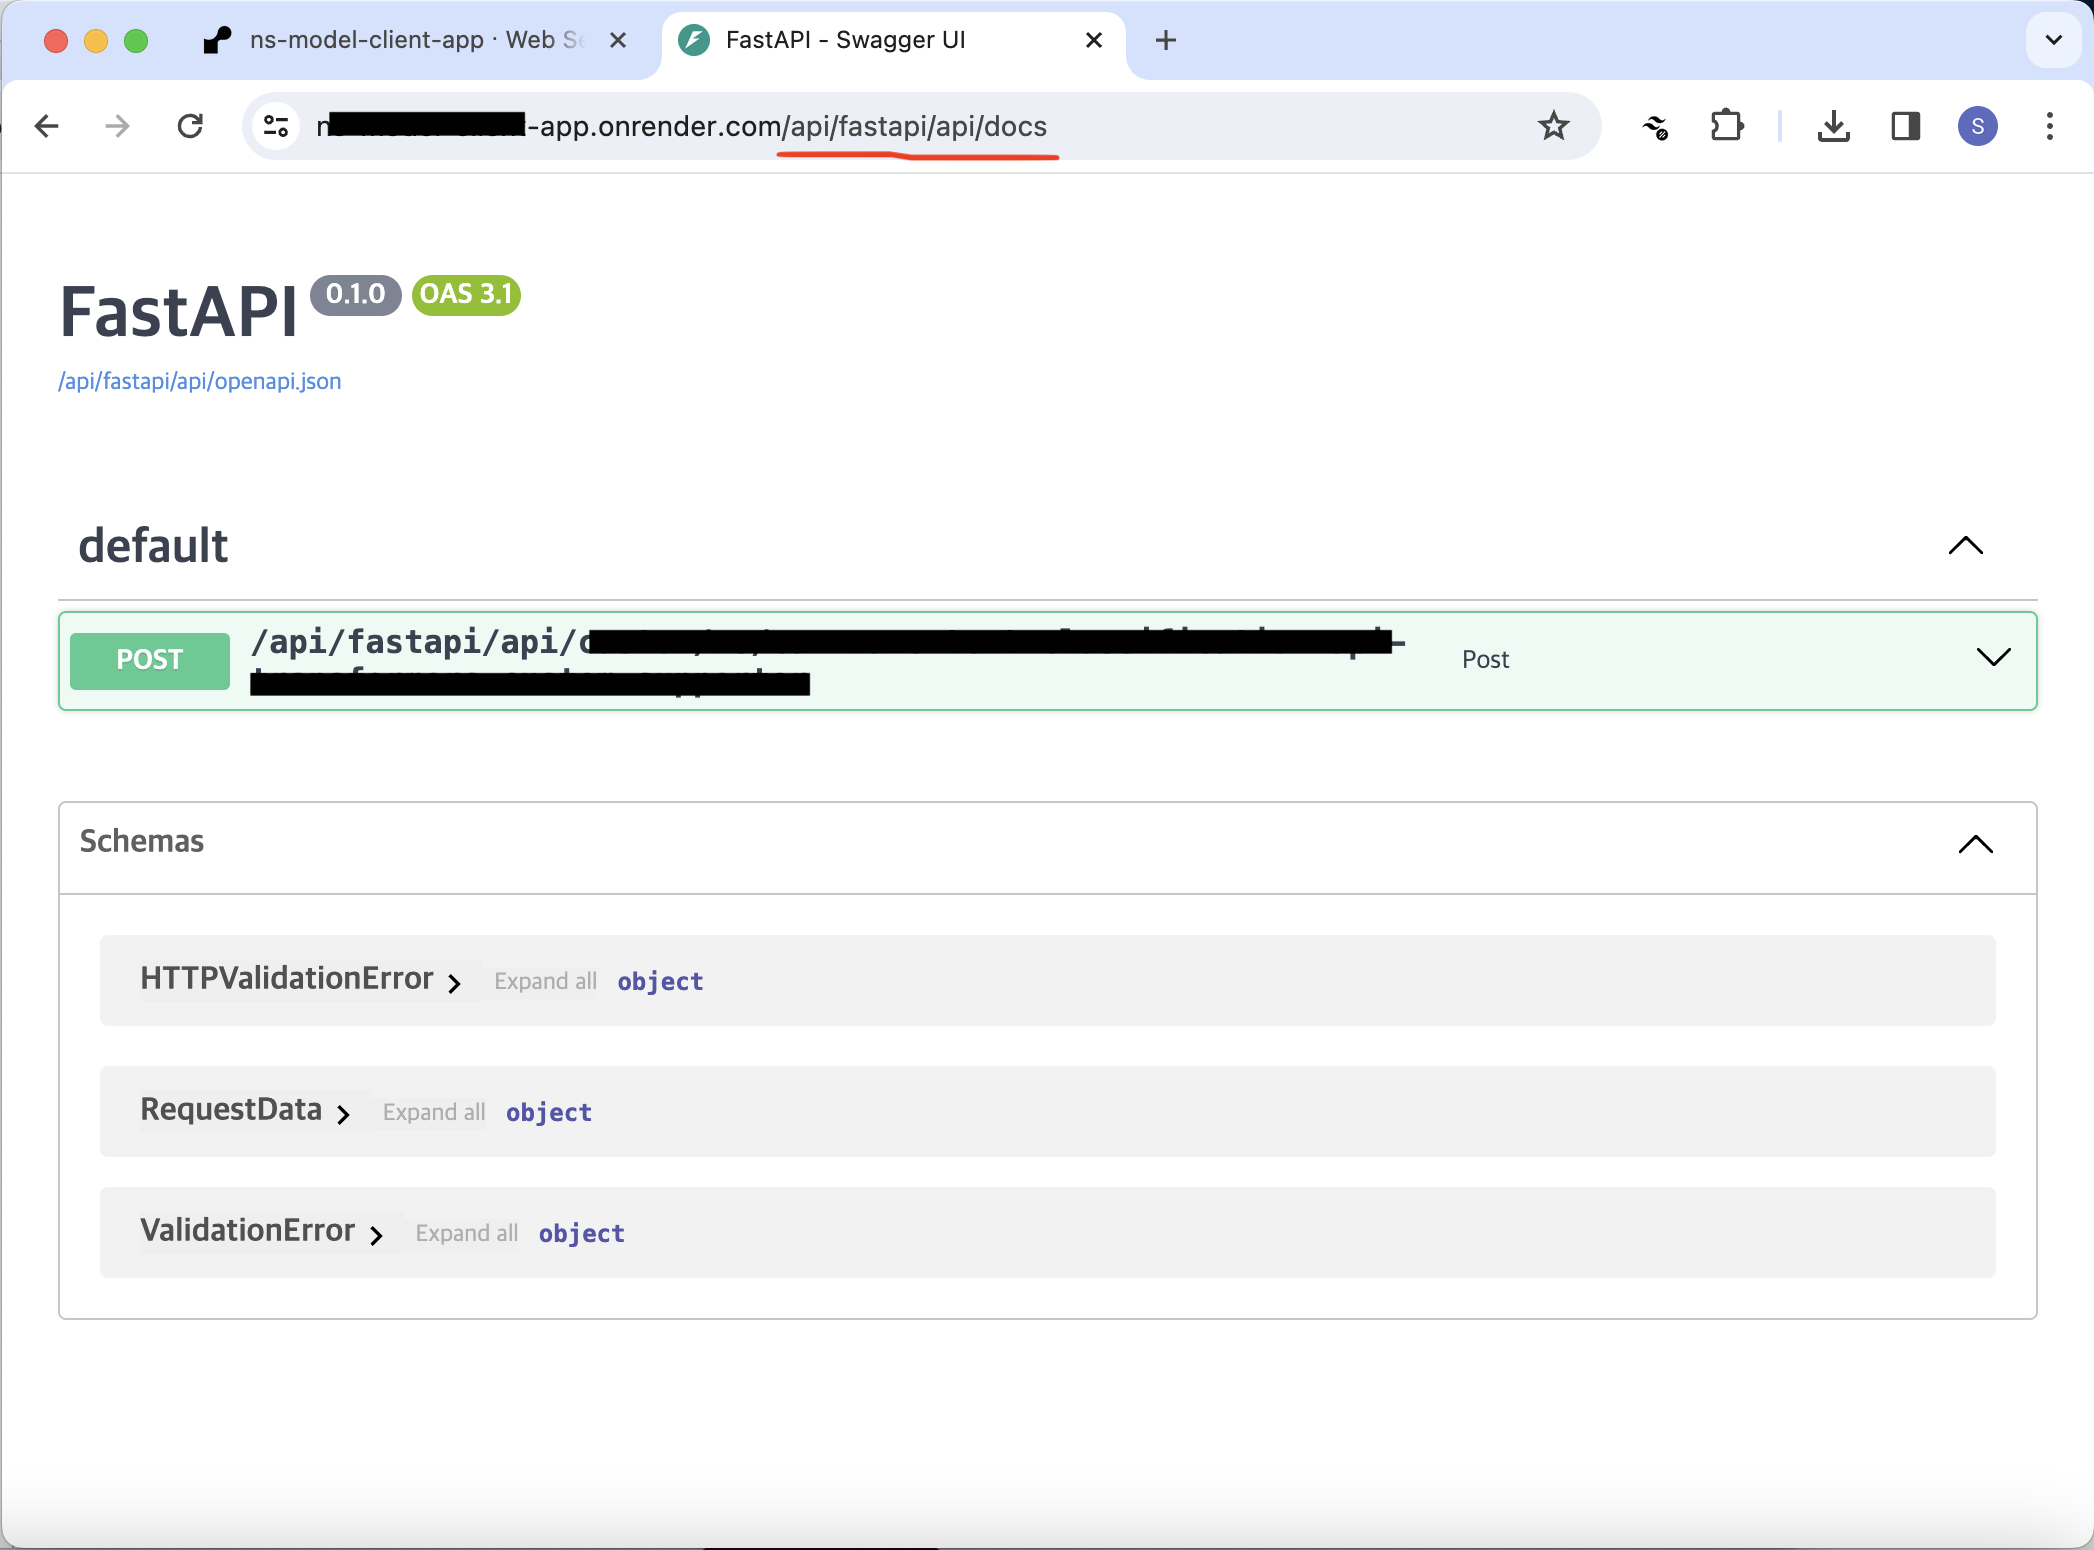 ns-model-client-app · Web Se
FastAPI - Swagger UI
-app.onrender.com/api/fastapi/api/docs
S
FastAPI 0.1.0 OAS 3.1
/api/fastapi/api/openapi.json
default
POST /api/fastapi/api/
Post
Schemas
HTTPValidationError Expand all object
RequestData Expand all object
ValidationError Expand all object